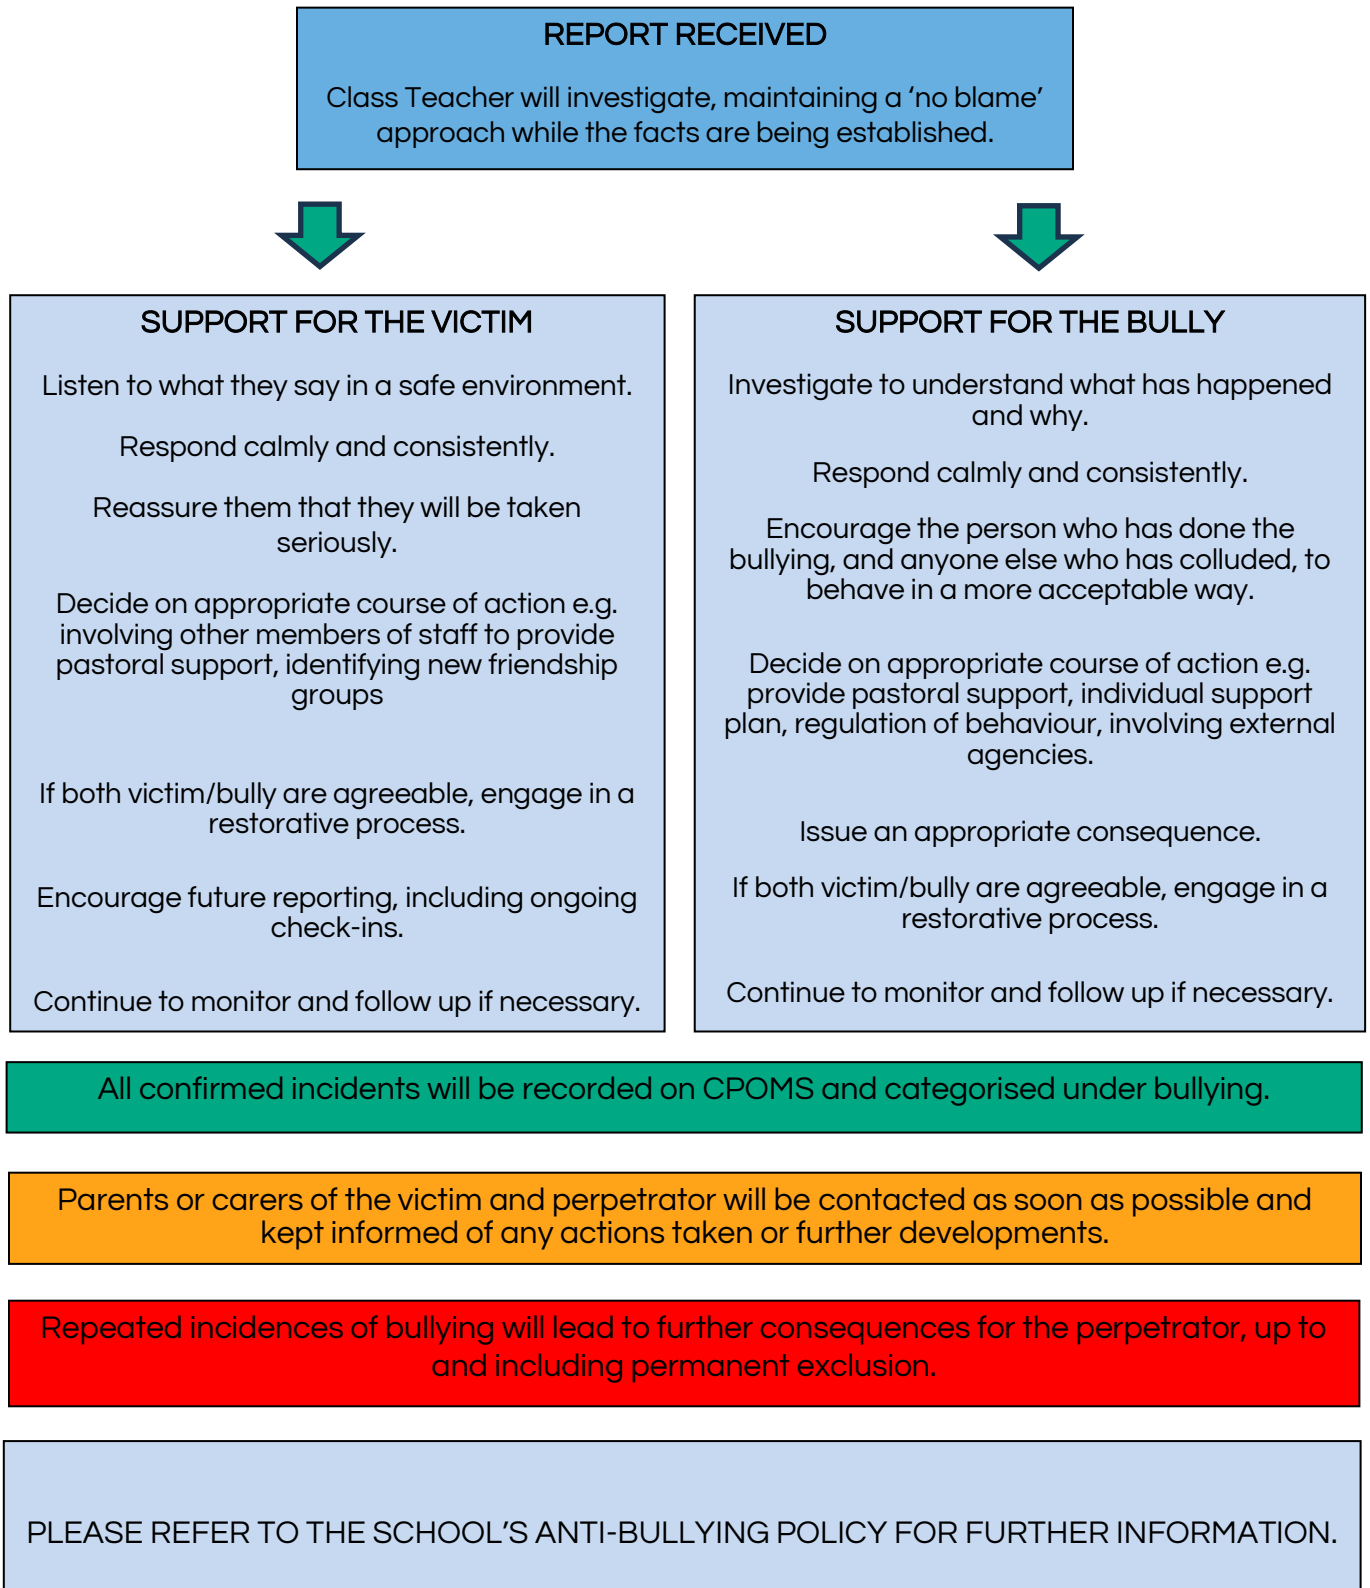 REPORT RECEIVED
Class Teacher will investigate, maintaining a ‘no blame’
approach while the facts are being established.
SUPPORT FOR THE VICTIM
Listen to what they say in a safe environment.
Respond calmly and consistently.
Reassure them that they will be taken
seriously.
Decide on appropriate course of action e.g.
involving other members of staff to provide
pastoral support, identifying new friendship
groups
If both victim/bully are agreeable, engage in a
restorative process.
Encourage future reporting, including ongoing
check-ins.
Continue to monitor and follow up if necessary.
SUPPORT FOR THE BULLY
Investigate to understand what has happened
and why.
Respond calmly and consistently.
Encourage the person who has done the
bullying, and anyone else who has colluded, to
behave in a more acceptable way.
Decide on appropriate course of action e.g.
provide pastoral support, individual support
plan, regulation of behaviour, involving external
agencies.
Issue an appropriate consequence.
If both victim/bully are agreeable, engage in a
restorative process.
Continue to monitor and follow up if necessary.
All confirmed incidents will be recorded on CPOMS and categorised under bullying.
Parents or carers of the victim and perpetrator will be contacted as soon as possible and
kept informed of any actions taken or further developments.
Repeated incidences of bullying will lead to further consequences for the perpetrator, up to
and including permanent exclusion.
PLEASE REFER TO THE SCHOOL’S ANTI-BULLYING POLICY FOR FURTHER INFORMATION.